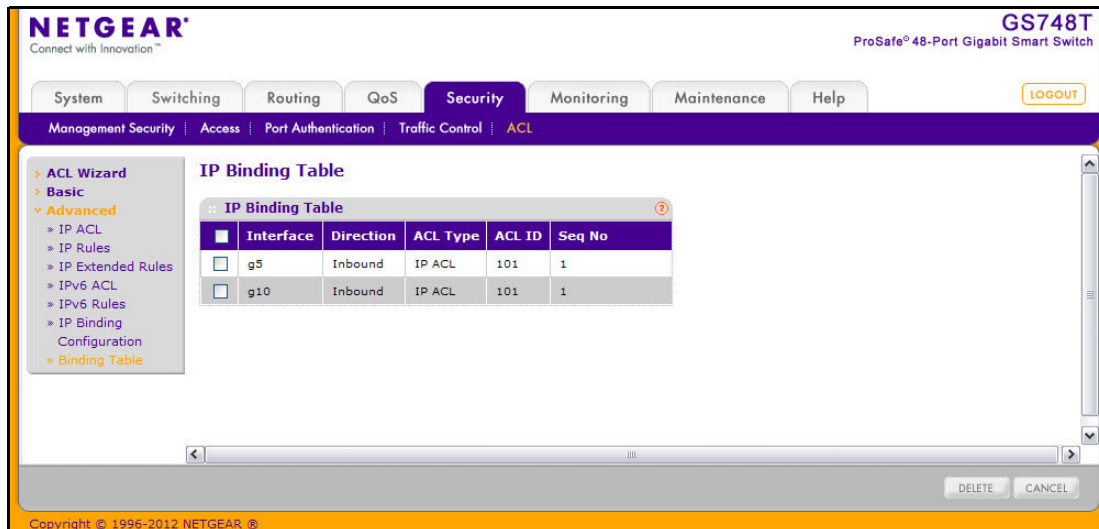 NETGEAR®
Connect with Innovation™
GS748T
ProSafe® 48-Port Gigabit Smart Switch
System Switching Routing QoS Security Monitoring Maintenance Help LOGOUT
Management Security Access Port Authentication Traffic Control ACL
ACL Wizard
Basic
Advanced
» IP ACL
» IP Rules
» IP Extended Rules
» IPv6 ACL
» IPv6 Rules
» IP Binding
Configuration
» Binding Table
IP Binding Table
IP Binding Table ?
Interface Direction ACL Type ACL ID Seq No
g5 Inbound IP ACL 101 1
g10 Inbound IP ACL 101 1
DELETE CANCEL
Copyright © 1996-2012 NETGEAR ®